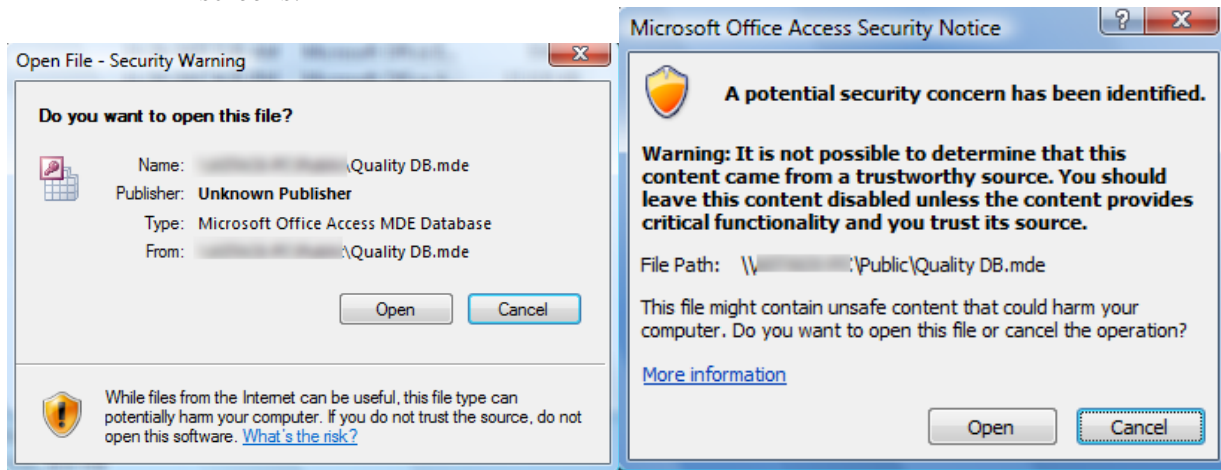 Open File - Security Warning
Do you want to open this file?
Name: \Quality DB.mde
Publisher: Unknown Publisher
Type: Microsoft Office Access MDE Database
From: \Quality DB.mde
Open Cancel
While files from the Internet can be useful, this file type can
potentially harm your computer. If you do not trust the source, do not
open this software. What's the risk?
Microsoft Office Access Security Notice
A potential security concern has been identified.
Warning: It is not possible to determine that this
content came from a trustworthy source. You should
leave this content disabled unless the content provides
critical functionality and you trust its source.
File Path: \\ \Public\Quality DB.mde
This file might contain unsafe content that could harm your
computer. Do you want to open this file or cancel the operation?
More information
Open Cancel